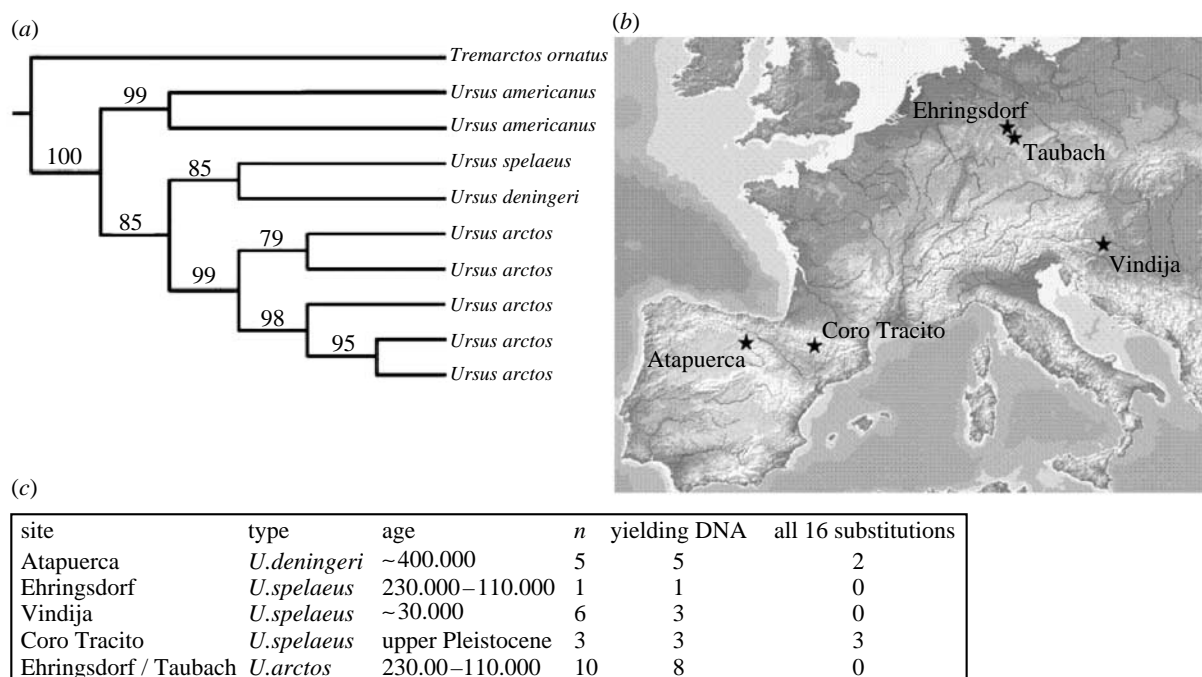 (a)
Tremarctos ornatus
99
Ursus americanus
Ursus americanus
100
85
Ursus spelaeus
Ursus deningeri
85
79
Ursus arctos
Ursus arctos
99
98
Ursus arctos
95
Ursus arctos
Ursus arctos
(b)
Ehringsdorf
Taubach
Vindija
Coro Tracito
Atapuerca
(c)
site type age n yielding DNA all 16 substitutions
Atapuerca U.deningeri ~400.000 5 5 2
Ehringsdorf U.spelaeus 230.000–110.000 1 1 0
Vindija U.spelaeus ~30.000 6 3 0
Coro Tracito U.spelaeus upper Pleistocene 3 3 3
Ehringsdorf / Taubach U.arctos 230.00–110.000 10 8 0